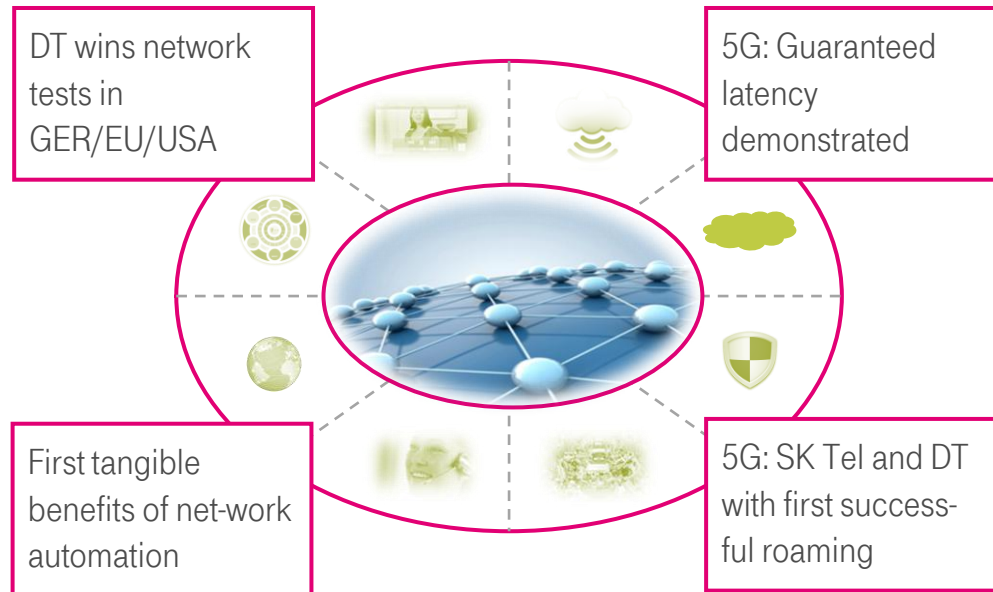 DT wins network
tests in
GER/EU/USA
5G: Guaranteed
latency
demonstrated
First tangible
benefits of net-work
automation
5G: SK Tel and DT
with first success-
ful roaming